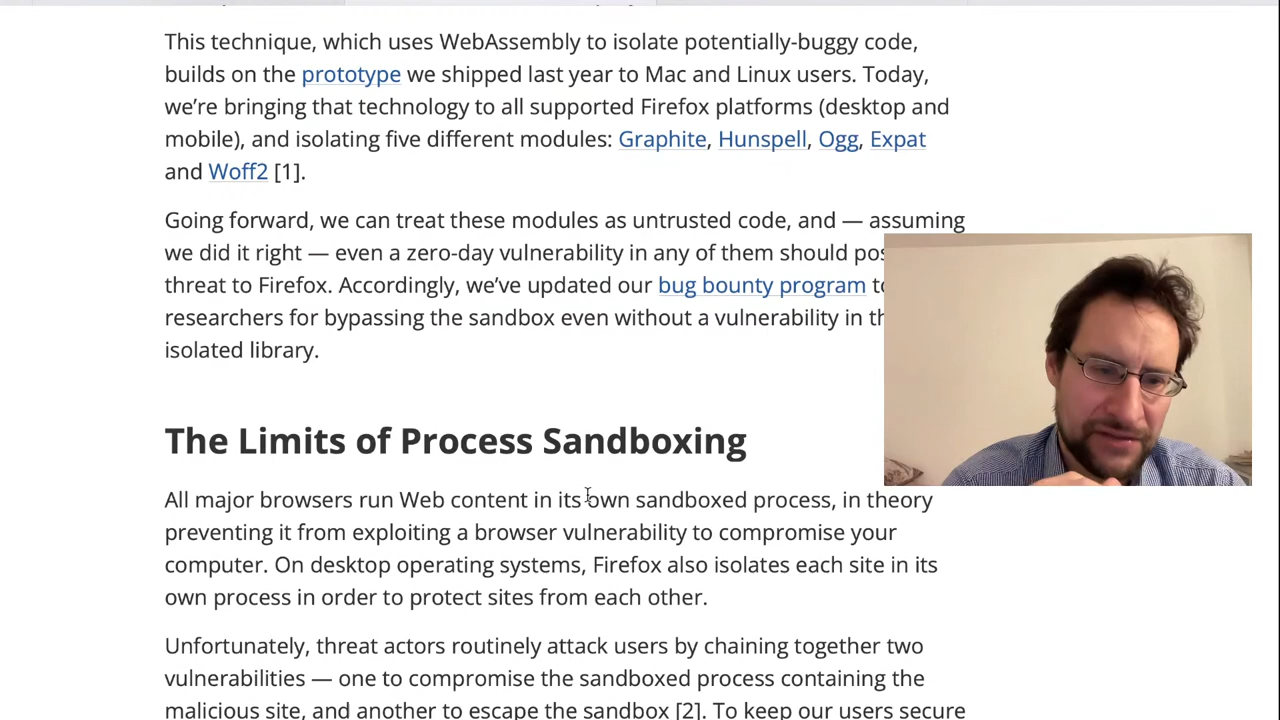 This technique, which uses WebAssembly to isolate potentially-buggy code,
builds on the prototype we shipped last year to Mac and Linux users. Today,
we’re bringing that technology to all supported Firefox platforms (desktop and
mobile), and isolating five different modules: Graphite, Hunspell, Ogg, Expat
and Woff2 [1].
Going forward, we can treat these modules as untrusted code, and — assuming
we did it right — even a zero-day vulnerability in any of them should
threat to Firefox. Accordingly, we’ve updated our bug bounty program
researchers for bypassing the sandbox even without a vulnerability in
isolated library.
The Limits of Process Sandboxing
All major browsers run Web content in its own sandboxed process, in theory
preventing it from exploiting a browser vulnerability to compromise your
computer. On desktop operating systems, Firefox also isolates each site in its
own process in order to protect sites from each other.
Unfortunately, threat actors routinely attack users by chaining together two
vulnerabilities — one to compromise the sandboxed process containing the
malicious site, and another to escape the sandbox [2]. To keep our users secure